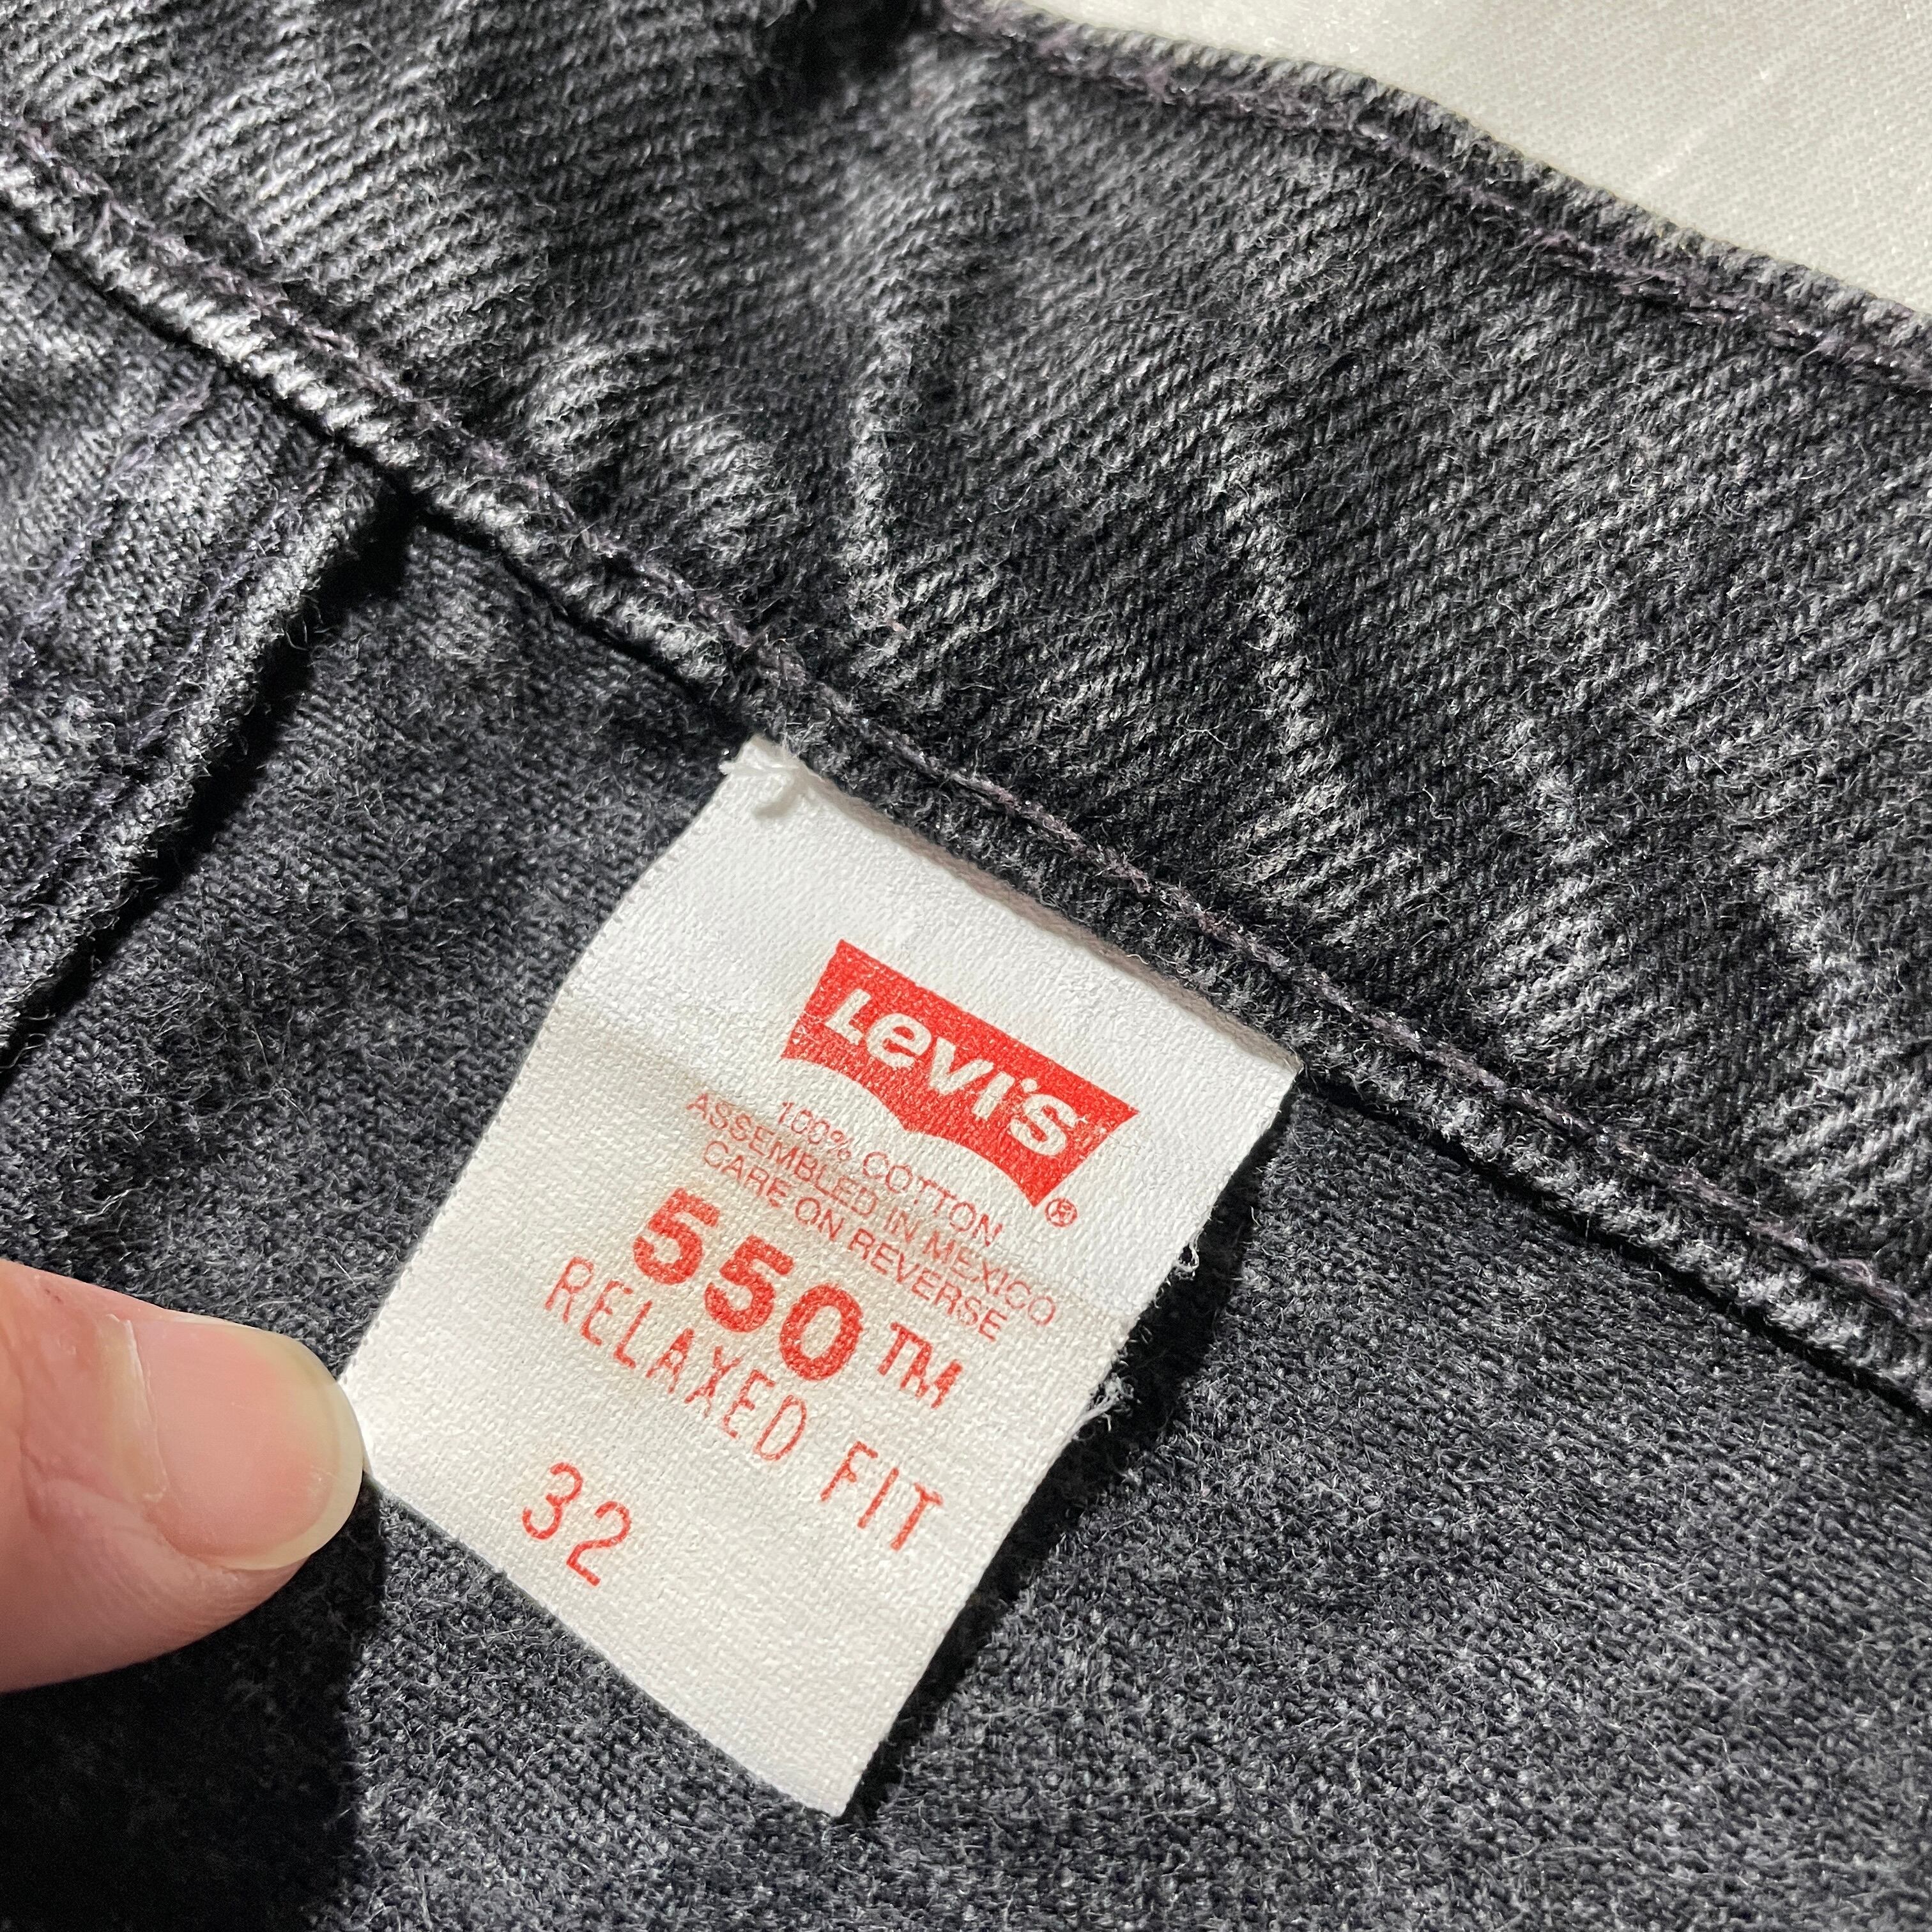 Levi's®
100% COTTON
ASSEMBLED IN MEXICO
CARE ON REVERSE
550™
RELAXED FIT
32